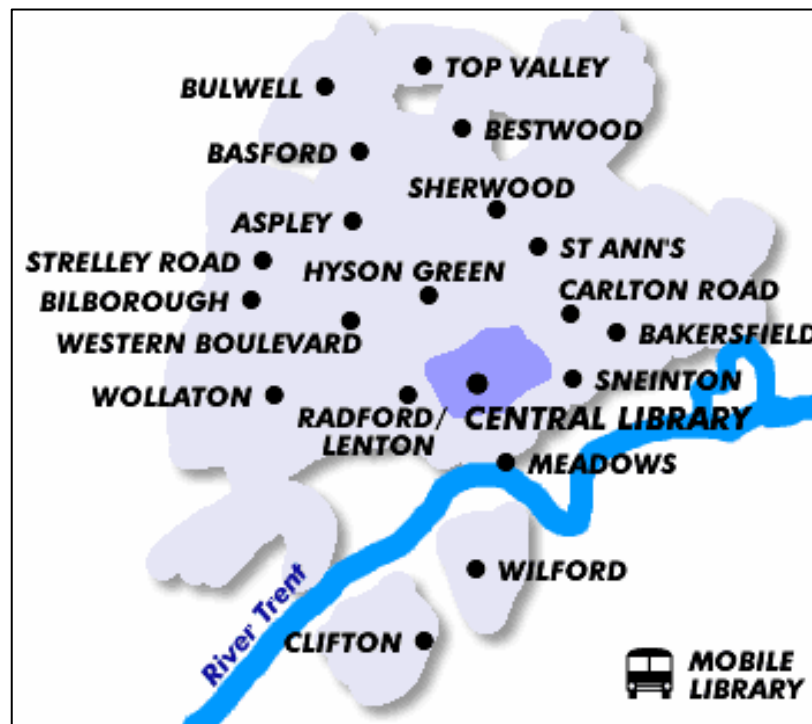 TOP VALLEY
BULWELL
BESTWOOD
BASFORD
SHERWOOD
ASPLEY
ST ANN'S
STRELLEY ROAD
HYSON GREEN
CARLTON ROAD
BILBOROUGH
BAKERSFIELD
WESTERN BOULEVARD
SNEINTON
WOLLATON
RADFORD/
LENTON
CENTRAL LIBRARY
MEADOWS
WILFORD
River Trent
CLIFTON
MOBILE
LIBRARY